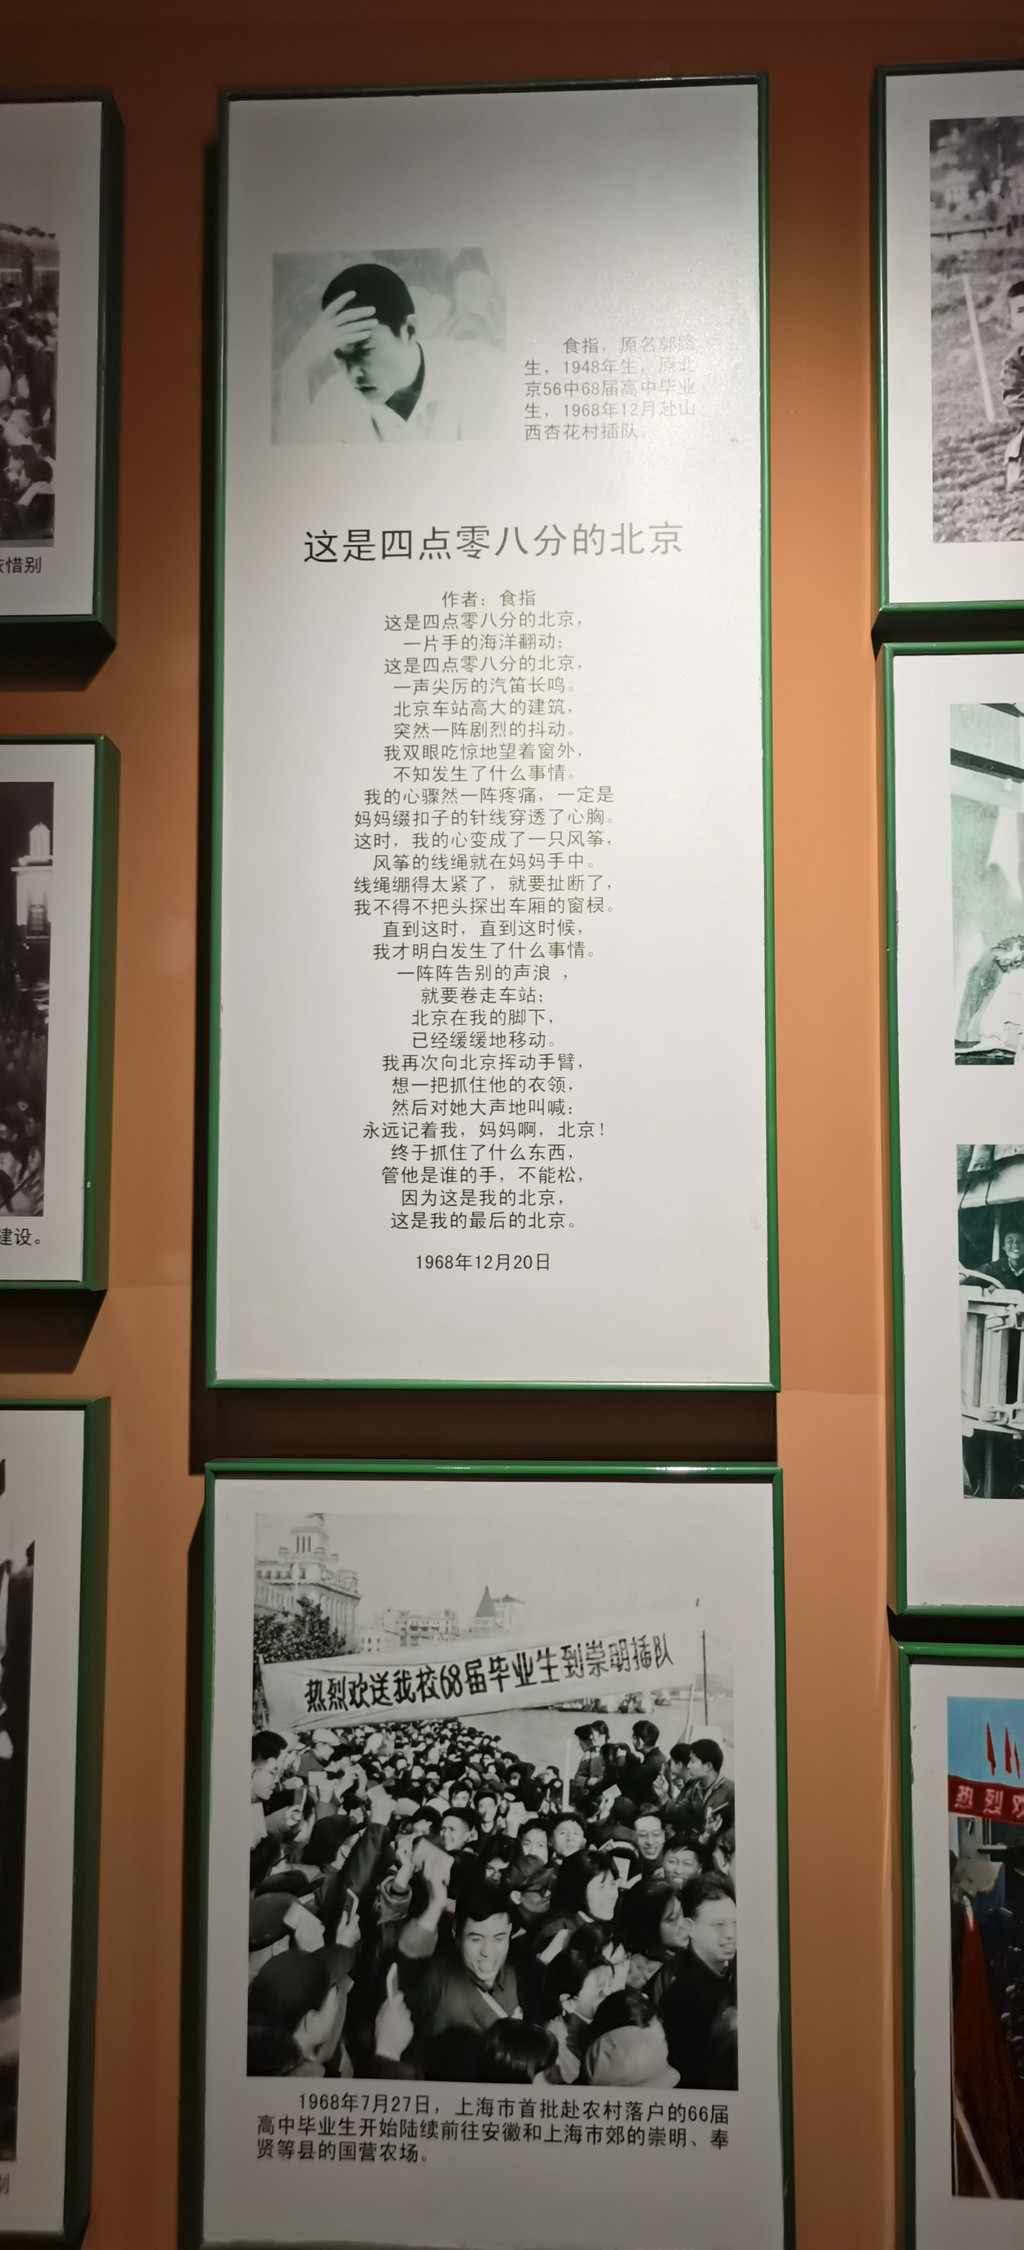 食指，原名郭路
生，1948年生，原北
京56中68届高中毕业
生，1968年12月赴山
西杏花村插队。
这是四点零八分的北京
作者：食指
这是四点零八分的北京，
一片手的海洋翻动；
这是四点零八分的北京，
一声尖厉的汽笛长鸣。
北京车站高大的建筑，
突然一阵剧烈的抖动。
我双眼吃惊地望着窗外，
不知发生了什么事情。
我的心骤然一阵疼痛，一定是
妈妈缀扣子的针线穿透了心胸。
这时，我的心变成了一只风筝，
风筝的线绳就在妈妈手中。
线绳绷得太紧了，就要扯断了，
我不得不把头探出车厢的窗棂。
直到这时，直到这时候，
我才明白发生了什么事情。
一阵阵告别的声浪 ，
就要卷走车站；
北京在我的脚下，
已经缓缓地移动。
我再次向北京挥动手臂，
想一把抓住他的衣领，
然后对她大声地叫喊：
永远记着我，妈妈啊，北京！
终于抓住了什么东西，
管他是谁的手，不能松，
因为这是我的北京，
这是我的最后的北京。
1968年12月20日
热烈欢送我校68届毕业生到崇明插队
1968年7月27日，上海市首批赴农村落户的66届
高中毕业生开始陆续前往安徽和上海市郊的崇明、奉
贤等县的国营农场。
惜别
建设。
热烈欢